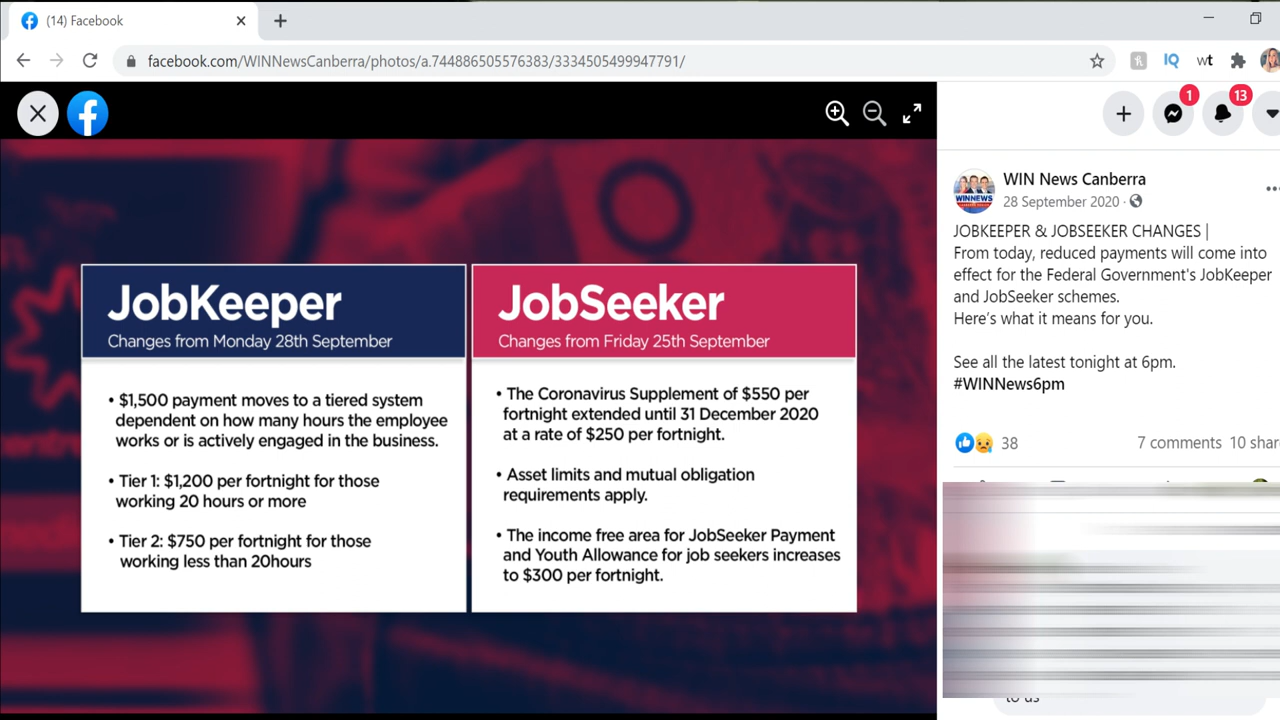 (14) Facebook
facebook.com/WINNewsCanberra/photos/a.744886505576383/3334505499947791/
IQ
wt
1
13
JobKeeper
Changes from Monday 28th September
• $1,500 payment moves to a tiered system
dependent on how many hours the employee
works or is actively engaged in the business.
• Tier 1: $1,200 per fortnight for those
working 20 hours or more
• Tier 2: $750 per fortnight for those
working less than 20hours
JobSeeker
Changes from Friday 25th September
• The Coronavirus Supplement of $550 per
fortnight extended until 31 December 2020
at a rate of $250 per fortnight.
• Asset limits and mutual obligation
requirements apply.
• The income free area for JobSeeker Payment
and Youth Allowance for job seekers increases
to $300 per fortnight.
WINNEWS
WIN News Canberra
28 September 2020
JOBKEEPER & JOBSEEKER CHANGES |
From today, reduced payments will come into
effect for the Federal Government's JobKeeper
and JobSeeker schemes.
Here's what it means for you.
See all the latest tonight at 6pm.
#WINNews6pm
38
7 comments 10 shar
to us